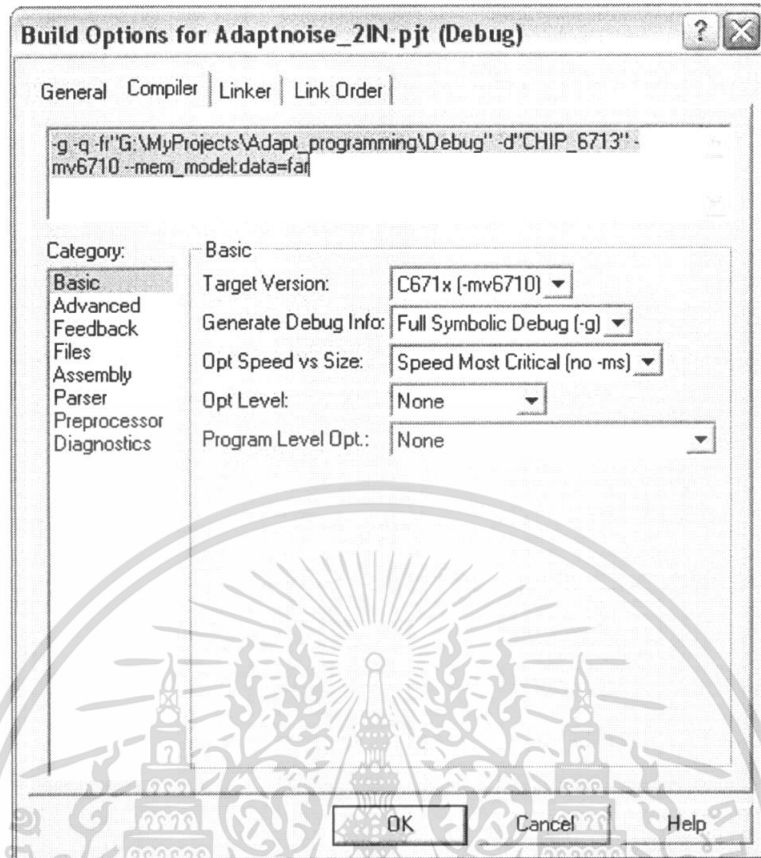 Build Options for Adaptnoise_2IN.pjt (Debug)
General Compiler Linker Link Order
-g -q -fr"G:\MyProjects\Adapt_programming\Debug" -d"CHIP_6713" -
mv6710 --mem_model:data=far
Category:
Basic
Advanced
Feedback
Files
Assembly
Parser
Preprocessor
Diagnostics
Basic
Target Version: C671x (-mv6710)
Generate Debug Info: Full Symbolic Debug (-g)
Opt Speed vs Size: Speed Most Critical (no -ms)
Opt Level: None
Program Level Opt.: None
OK Cancel Help